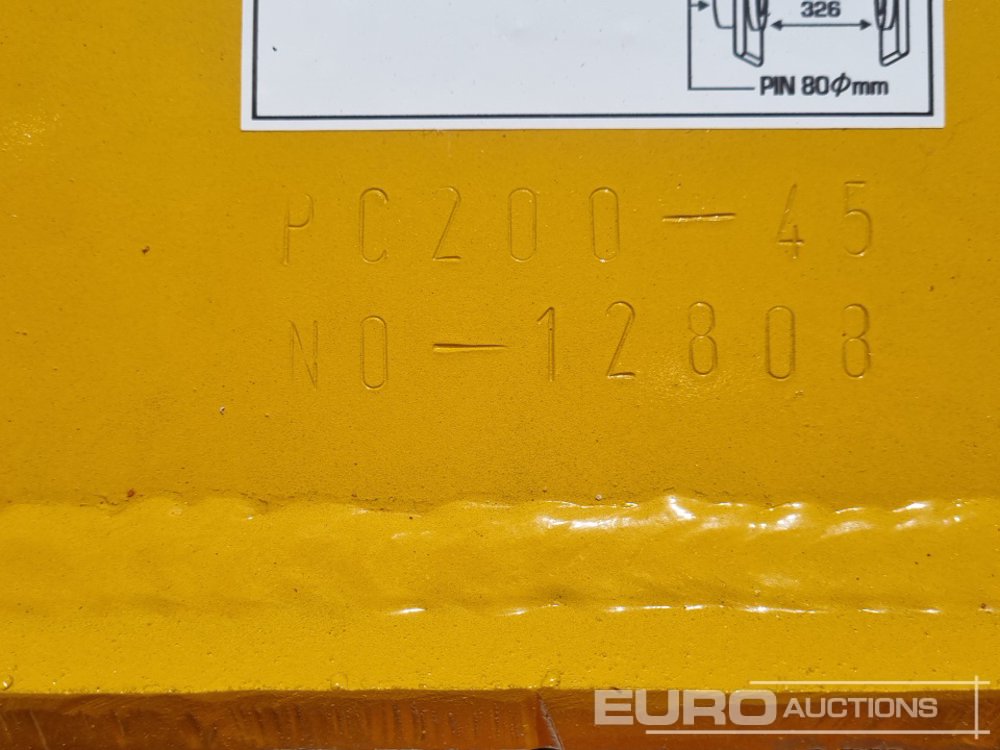 326
PIN 80Φmm
PC200-45
NO-12808
EURO AUCTIONS